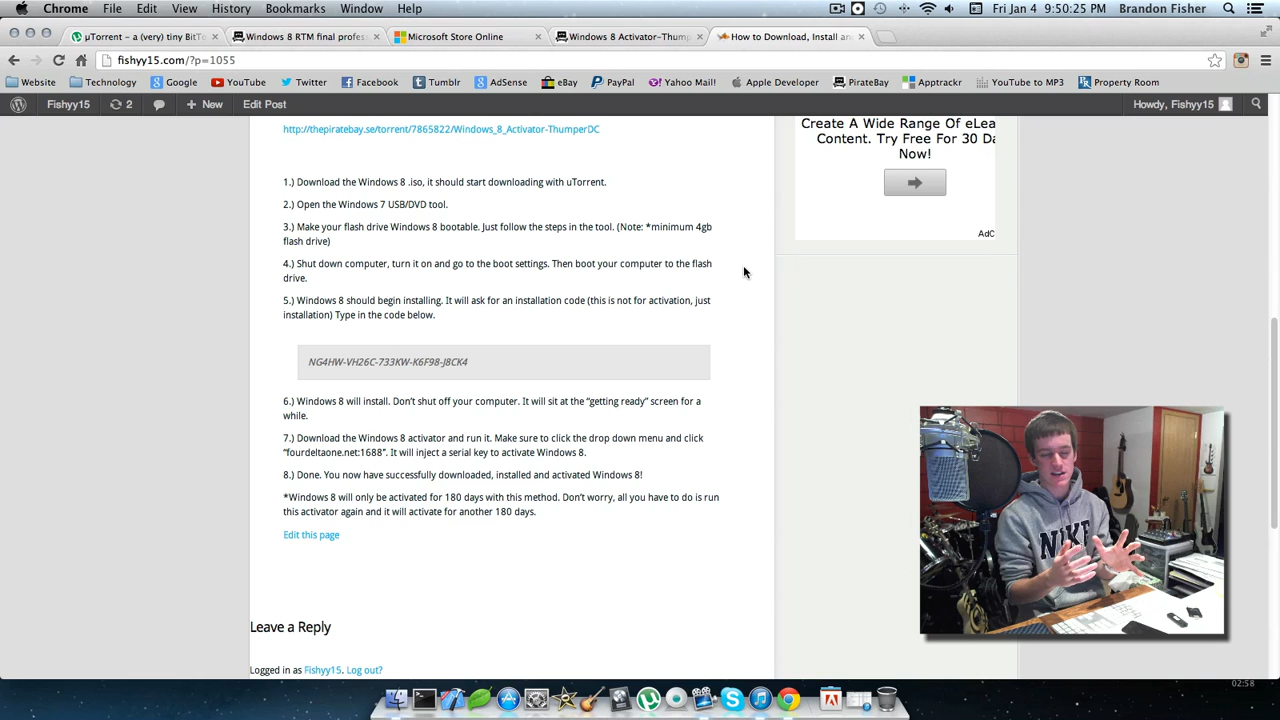 Chrome File Edit View History Bookmarks Window Help Fri Jan 4 9:50:25 PM Brandon Fisher
µTorrent – a (very) tiny BitTo Windows 8 RTM final profes Microsoft Store Online Windows 8 Activator-Thump How to Download, Install an
fishyy15.com/?p=1055
Website Technology Google YouTube Twitter Facebook Tumblr AdSense eBay PayPal Yahoo! Mail! Apple Developer PirateBay Apptrackr YouTube to MP3 Property Room
Fishyy15 2 New Edit Post Howdy, Fishyy15
http://thepiratebay.se/torrent/7865822/Windows_8_Activator-ThumperDC
1.) Download the Windows 8 .iso, it should start downloading with uTorrent.
2.) Open the Windows 7 USB/DVD tool.
3.) Make your flash drive Windows 8 bootable. Just follow the steps in the tool. (Note: *minimum 4gb
flash drive)
4.) Shut down computer, turn it on and go to the boot settings. Then boot your computer to the flash
drive.
5.) Windows 8 should begin installing. It will ask for an installation code (this is not for activation, just
installation) Type in the code below.
NG4HW-VH26C-733KW-K6F98-J8CK4
6.) Windows 8 will install. Don't shut off your computer. It will sit at the “getting ready” screen for a
while.
7.) Download the Windows 8 activator and run it. Make sure to click the drop down menu and click
“fourdeltaone.net:1688”. It will inject a serial key to activate Windows 8.
8.) Done. You now have successfully downloaded, installed and activated Windows 8!
*Windows 8 will only be activated for 180 days with this method. Don't worry, all you have to do is run
this activator again and it will activate for another 180 days.
Edit this page
Leave a Reply
Logged in as Fishyy15. Log out?
Create A Wide Range Of eLea
Content. Try Free For 30 Da
Now!
AdC
NIKE
02:58